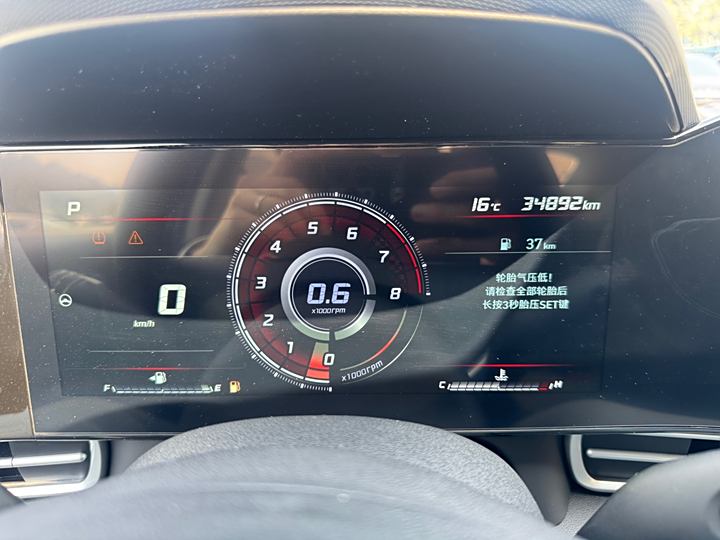 P
16℃ 34892km
37km
0
km/h
0
1
2
3
4
5
6
7
8
0.6
x1000rpm
x1000rpm
轮胎气压低！
请检查全部轮胎后
长按3秒胎压SET键
F E
C H